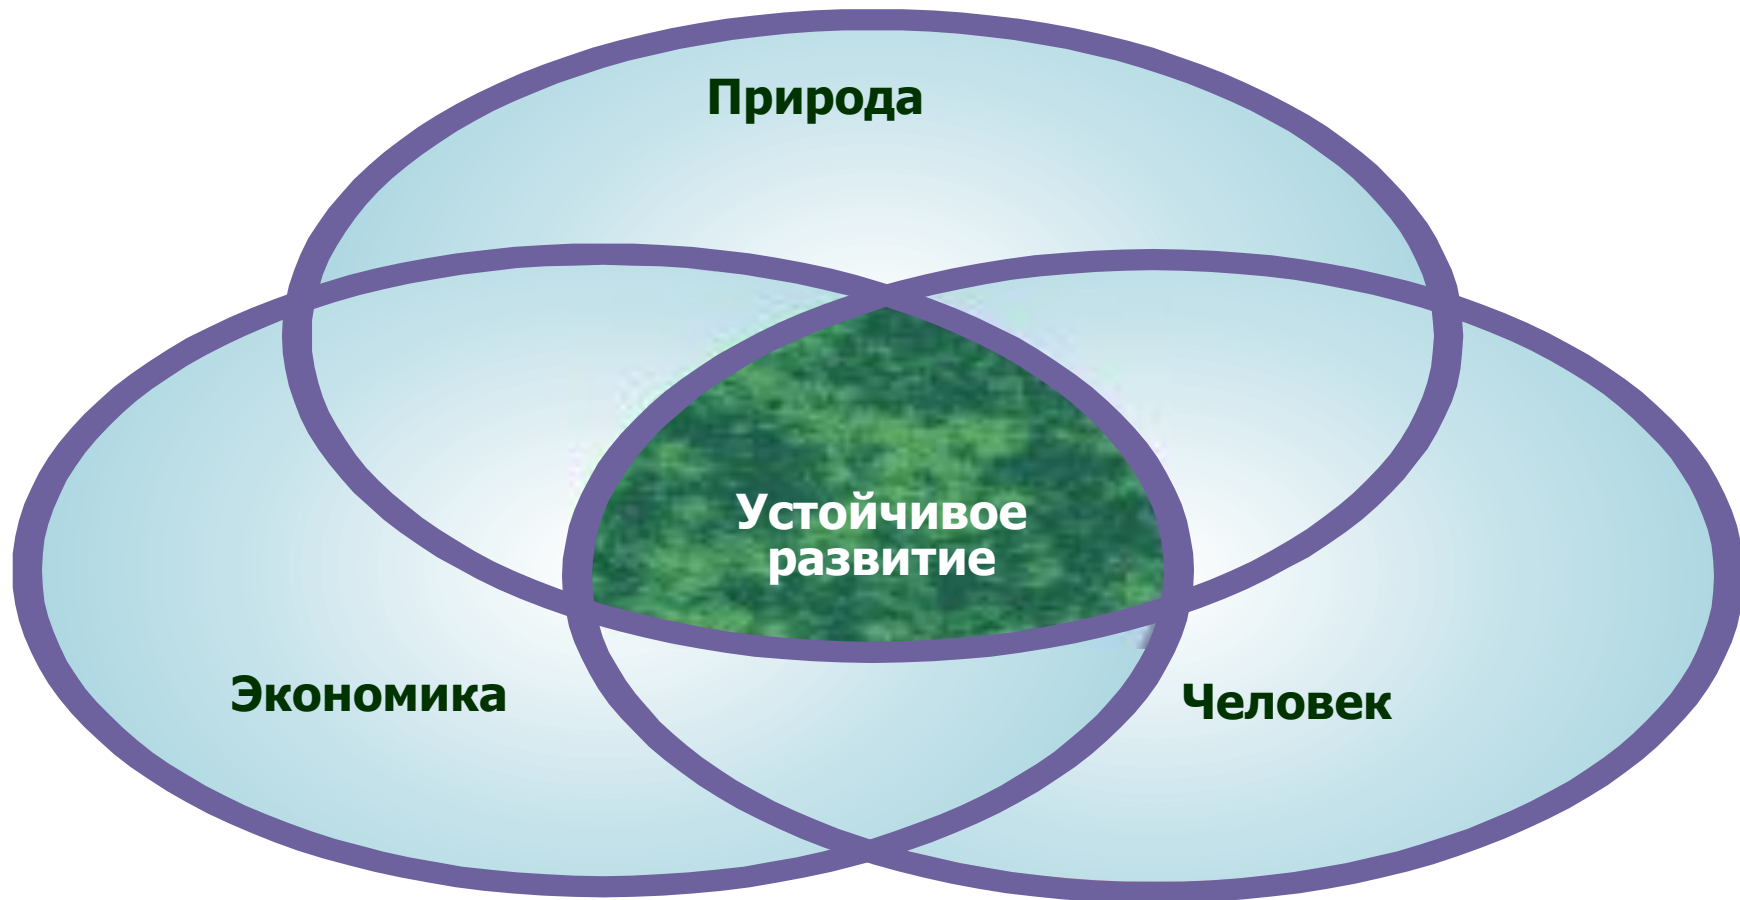 Природа
Устойчивое
развитие
Экономика
Человек